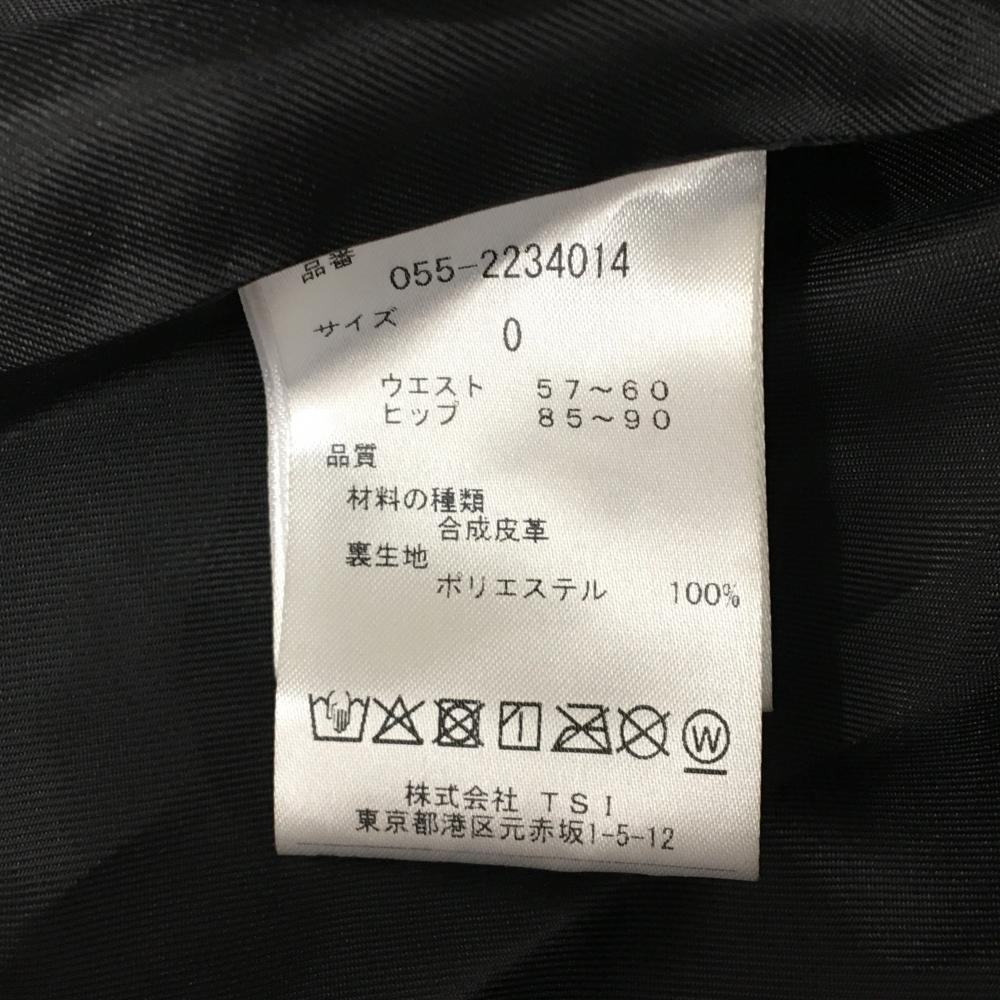 品番 055-2234014
サイズ 0
ウエスト 57～60
ヒップ 85～90
品質
材料の種類
合成皮革
裏生地
ポリエステル 100%
W
株式会社 TSI
東京都港区元赤坂1-5-12